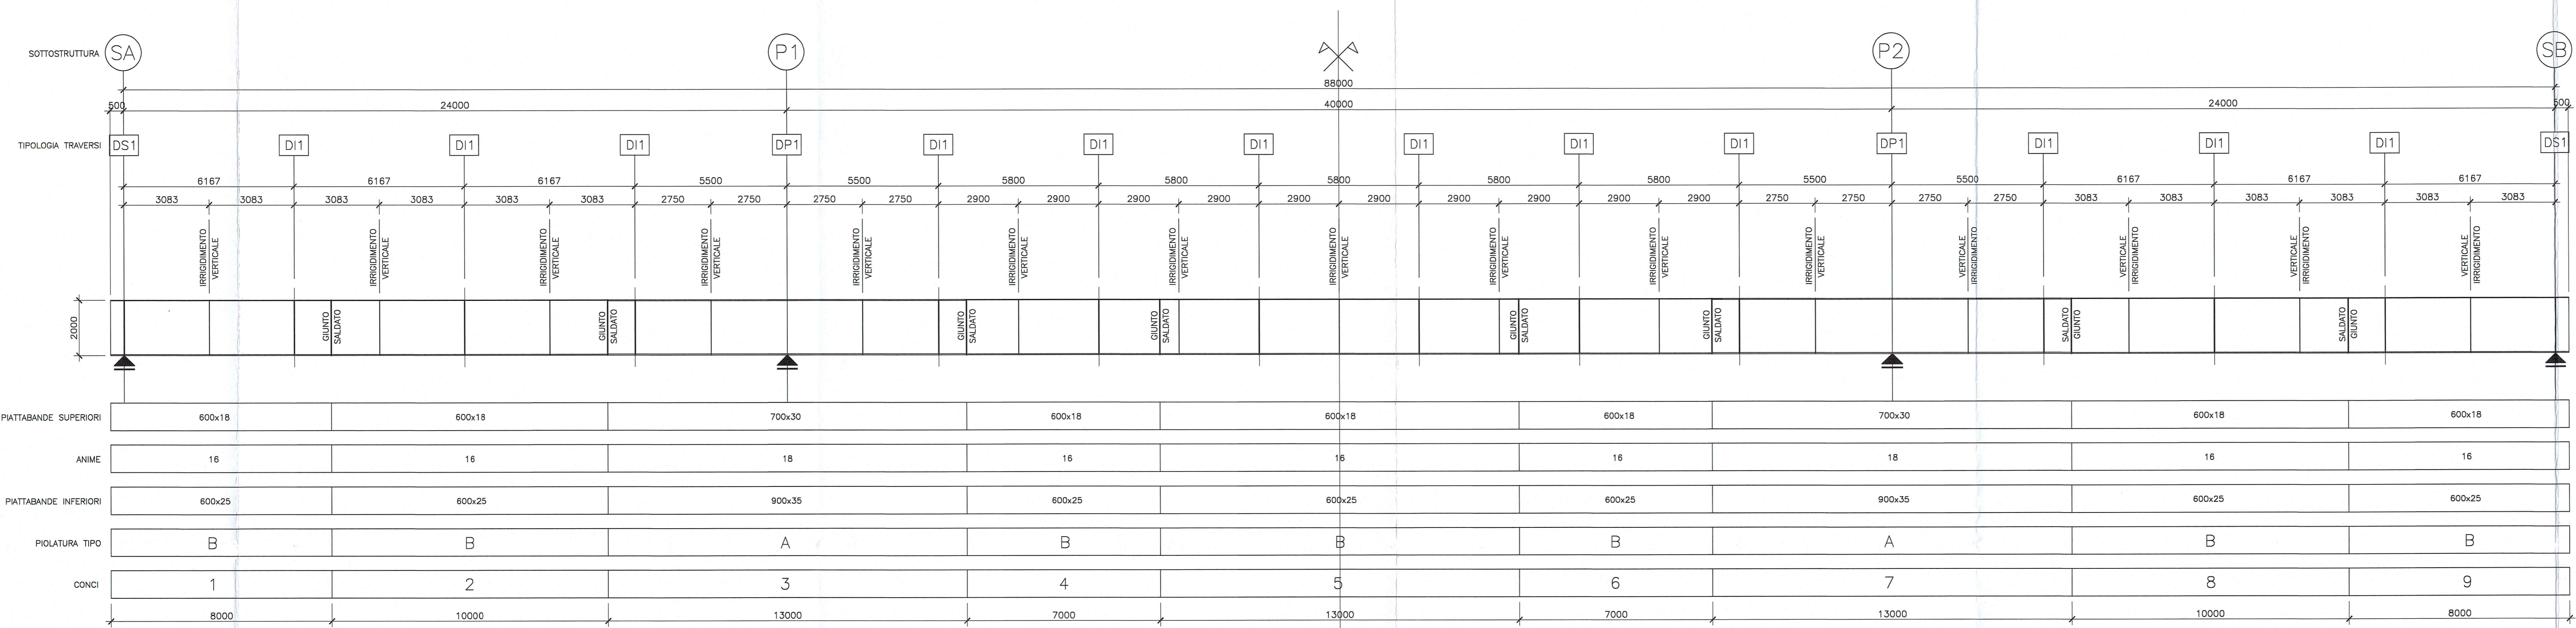 SOTTOSTRUTTURA SA P1 P2 SB
88000
500 24000 40000 24000 500
TIPOLOGIA TRAVERSI DS1 DI1 DI1 DI1 DP1 DI1 DI1 DI1 DI1 DI1 DI1 DP1 DI1 DI1 DI1 DS1
6167 6167 6167 5500 5500 5800 5800 5800 5800 5800 5500 5500 6167 6167 6167
3083 3083 3083 3083 3083 3083 2750 2750 2750 2750 2900 2900 2900 2900 2900 2900 2900 2900 2900 2900 2750 2750 2750 2750 3083 3083 3083 3083 3083 3083
IRRIGIDIMENTO
VERTICALE
IRRIGIDIMENTO
VERTICALE
IRRIGIDIMENTO
VERTICALE
IRRIGIDIMENTO
VERTICALE
IRRIGIDIMENTO
VERTICALE
IRRIGIDIMENTO
VERTICALE
IRRIGIDIMENTO
VERTICALE
IRRIGIDIMENTO
VERTICALE
IRRIGIDIMENTO
VERTICALE
IRRIGIDIMENTO
VERTICALE
IRRIGIDIMENTO
VERTICALE
VERTICALE
IRRIGIDIMENTO
VERTICALE
IRRIGIDIMENTO
VERTICALE
IRRIGIDIMENTO
VERTICALE
IRRIGIDIMENTO
2000
GIUNTO
SALDATO
GIUNTO
SALDATO
GIUNTO
SALDATO
GIUNTO
SALDATO
GIUNTO
SALDATO
GIUNTO
SALDATO
SALDATO
GIUNTO
SALDATO
GIUNTO
PIATTABANDE SUPERIORI 600x18 600x18 700x30 600x18 600x18 600x18 700x30 600x18 600x18
ANIME 16 16 18 16 16 16 18 16 16
PIATTABANDE INFERIORI 600x25 600x25 900x35 600x25 600x25 600x25 900x35 600x25 600x25
PIOLATURA TIPO B B A B B B A B B
CONCI 1 2 3 4 5 6 7 8 9
8000 10000 13000 7000 13000 7000 13000 10000 8000